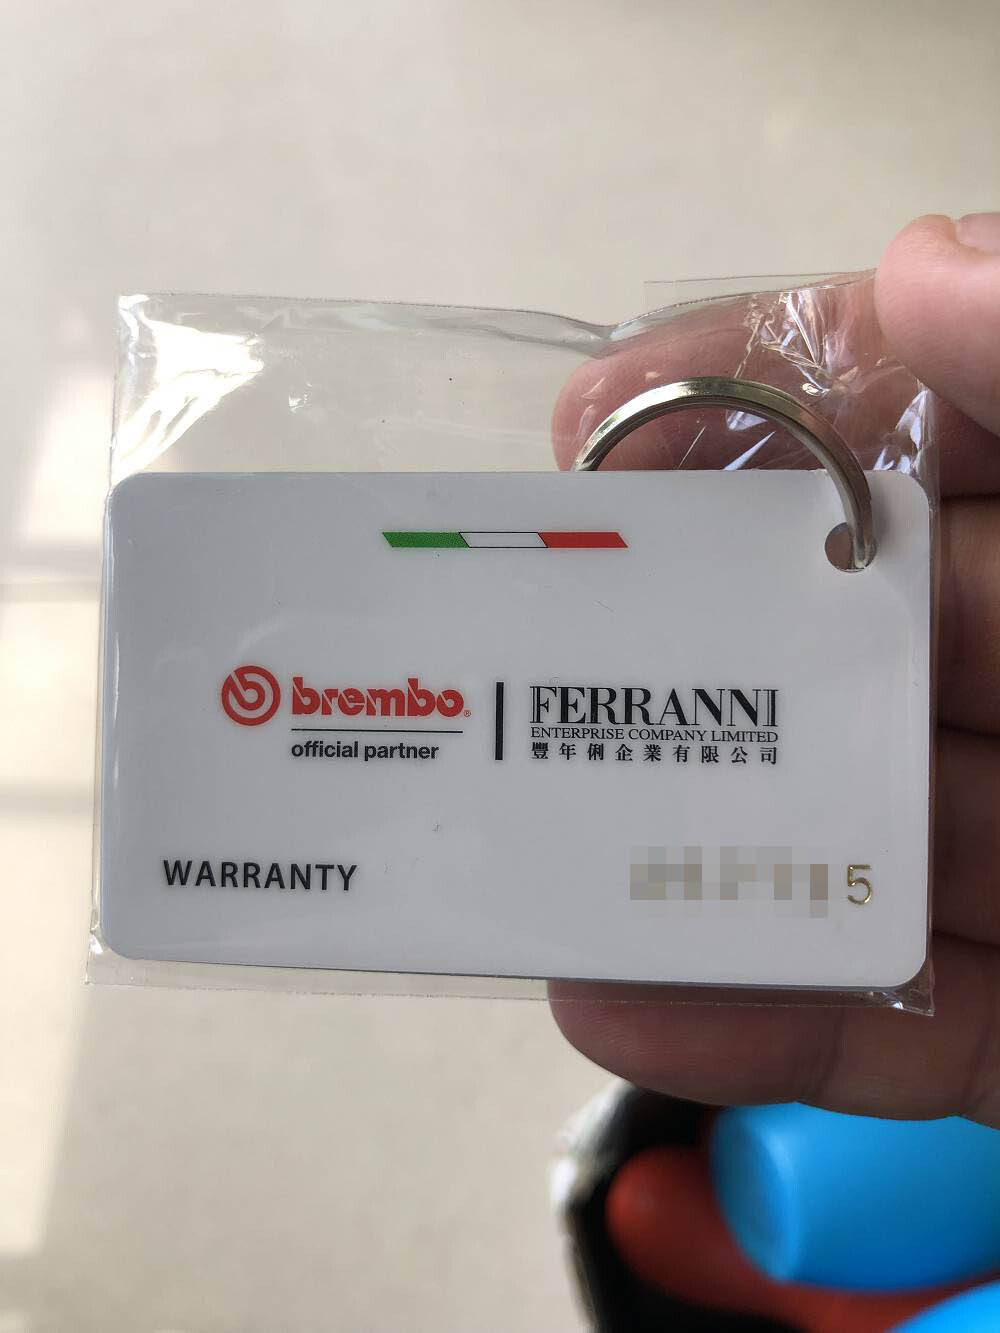 brembo®
official partner
FERRANNI
ENTERPRISE COMPANY LIMITED
豐年俐企業有限公司
WARRANTY
5